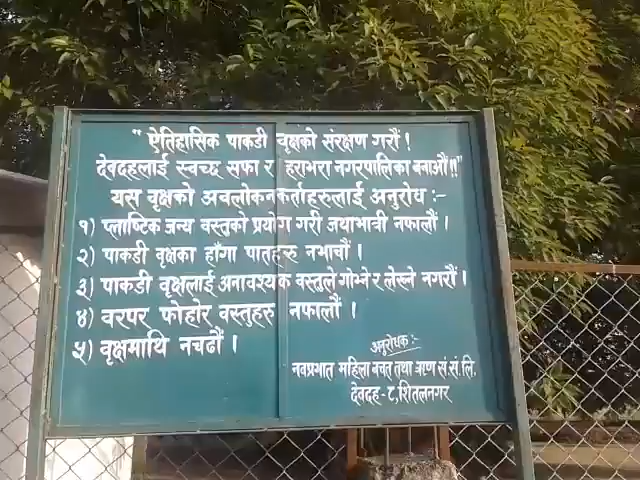 "ऐतिहासिक पाकडी वृक्षको संरक्षण गरौं !
देवदहलाई स्वच्छ सफा र हराभरा नगरपालिका बनाऔं !!"
यस वृक्षको अवलोकनकर्ताहरुलाई अनुरोध :-
१) प्लाष्टिक जन्य वस्तुको प्रयोग गरी जथाभावी नफालौं ।
२) पाकडी वृक्षका हाँगा पातहरु नभाचौं ।
३) पाकडी वृक्षलाई अनावश्यक वस्तुले गोभ्ने र लेख्ने नगरौं ।
४) वरपर फोहोर वस्तुहरु नफालौं ।
५) वृक्षमाथि नचढौं ।
अनुरोधक :-
नवप्रभात महिला बचत तथा ऋण सं.सं.लि.
देवदह - ८, शितलनगर